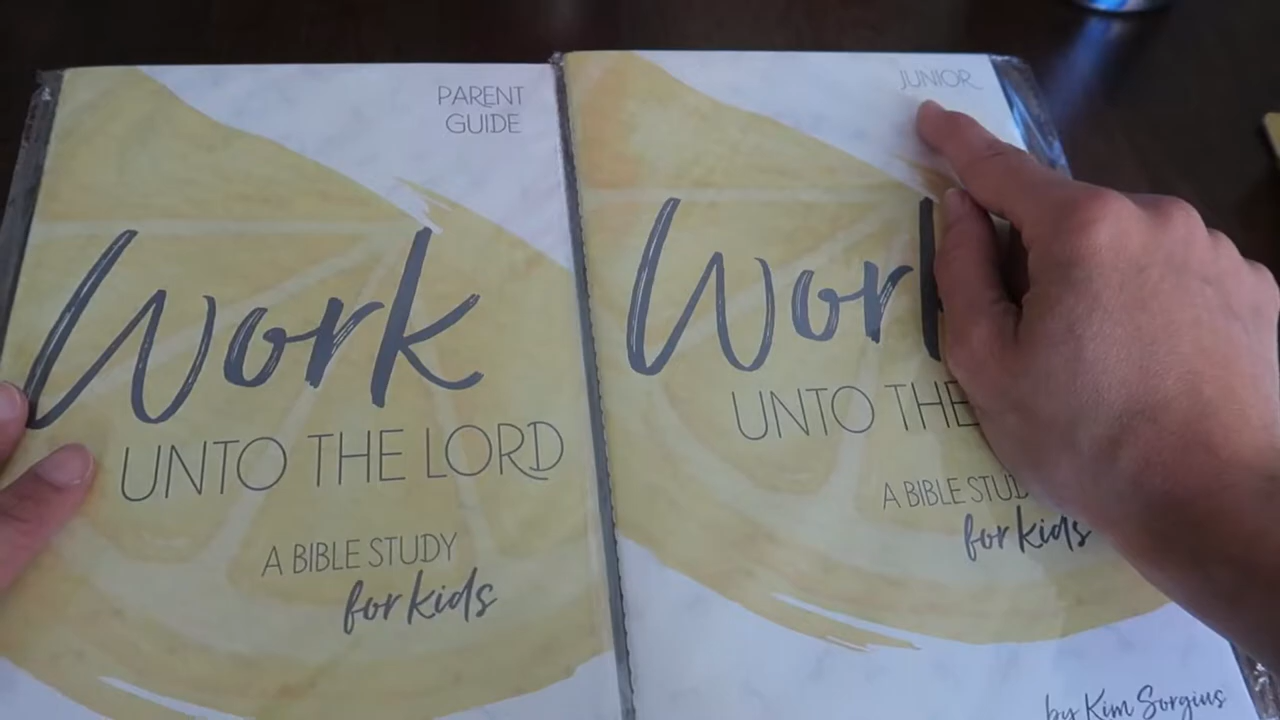 PARENT
GUIDE
Work
UNTO THE LORD
A BIBLE STUDY
for kids
JUNIOR
Wor
UNTO THE
A BIBLE STUD
for kids
by Kim Sorgius